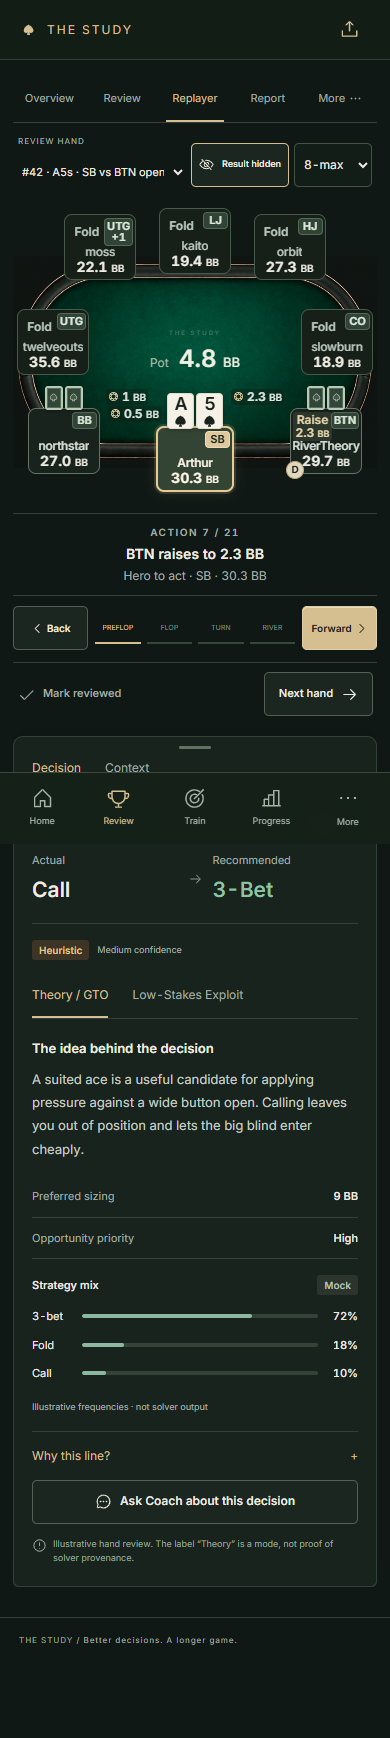 THE STUDY
Overview Review Replayer Report More ···
REVIEW HAND
#42 · A5s · SB vs BTN open
Result hidden
8-max
Fold UTG +1
moss
22.1 BB
Fold LJ
kaito
19.4 BB
Fold HJ
orbit
27.3 BB
Fold UTG
twelveouts
35.6 BB
THE STUDY
Pot 4.8 BB
Fold CO
slowburn
18.9 BB
1 BB
0.5 BB
2.3 BB
A 5
BB
northstar
27.0 BB
SB
Arthur
30.3 BB
Raise BTN
2.3 BB
RiverTheory
29.7 BB
D
ACTION 7 / 21
BTN raises to 2.3 BB
Hero to act · SB · 30.3 BB
Back
PREFLOP FLOP TURN RIVER
Forward
Mark reviewed
Next hand
Decision Context
Home Review Train Progress More
Actual Recommended
Call → 3-Bet
Heuristic Medium confidence
Theory / GTO Low-Stakes Exploit
The idea behind the decision
A suited ace is a useful candidate for applying
pressure against a wide button open. Calling leaves
you out of position and lets the big blind enter
cheaply.
Preferred sizing 9 BB
Opportunity priority High
Strategy mix Mock
3-bet 72%
Fold 18%
Call 10%
Illustrative frequencies · not solver output
Why this line? +
Ask Coach about this decision
Illustrative hand review. The label “Theory” is a mode, not proof of
solver provenance.
THE STUDY / Better decisions. A longer game.